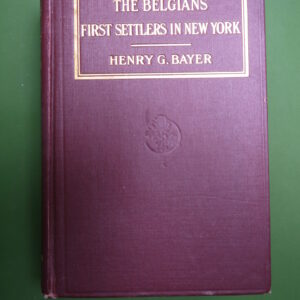 THE BELGIANS
FIRST SETTLERS IN NEW YORK
HENRY G. BAYER